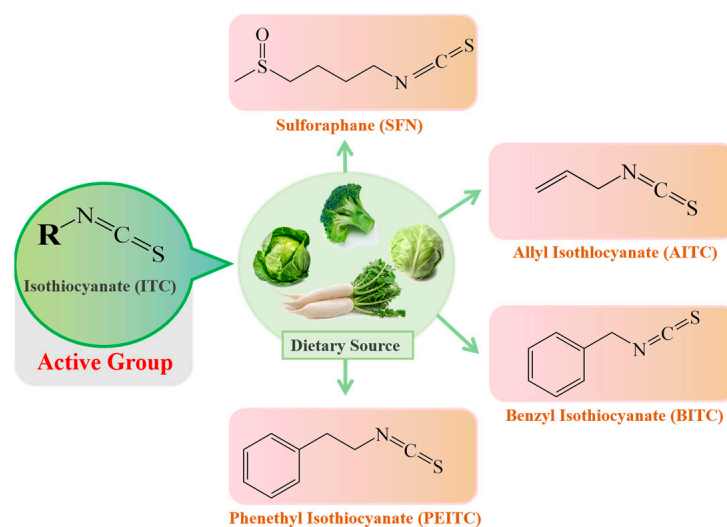 O
S
N
C
S
Sulforaphane (SFN)
R
N
C
S
Isothiocyanate (ITC)
Active Group
Dietary Source
N
C
S
Allyl Isothlocyanate (AITC)
S
C
N
Benzyl Isothiocyanate (BITC)
N
C
S
Phenethyl Isothiocyanate (PEITC)